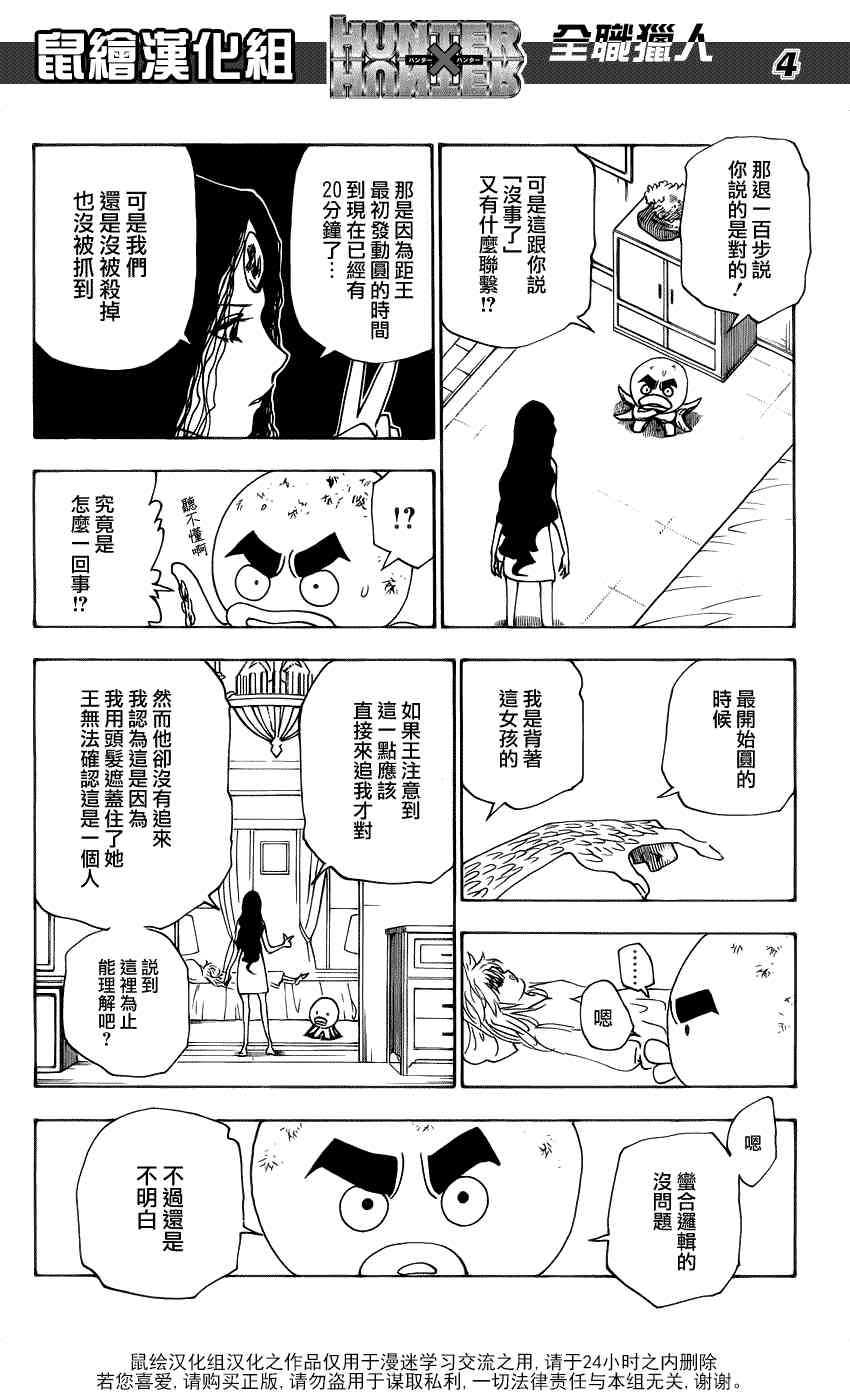 鼠繪漢化組
HUNTER×HUNTER
ハンター×ハンター
全職獵人
4
那退一百步說
你說的是對的!
可是這跟你說
「沒事了」
又有什麼聯繫!?
那是因為距王
最初發動圓的時間
到現在已經有
20分鐘了…
可是我們
還是沒被殺掉
也沒被抓到
!?
聽不懂啊
究竟是
怎麼一回事!?
最開始圓的
時候
我是背著
這女孩的
……
嗯
如果王注意到
這一點應該
直接來追我才對
然而他卻沒有追來
我認為這是因為
我用頭髮遮蓋住了她
王無法確認這是一個人
說到
這裡為止
能理解吧?
嗯
蠻合邏輯的
沒問題
不過還是
不明白
鼠绘汉化组汉化之作品仅用于漫迷学习交流之用,请于24小时之内删除
若您喜爱,请购买正版,请勿用于谋取私利,一切法律责任与本组无关,谢谢。